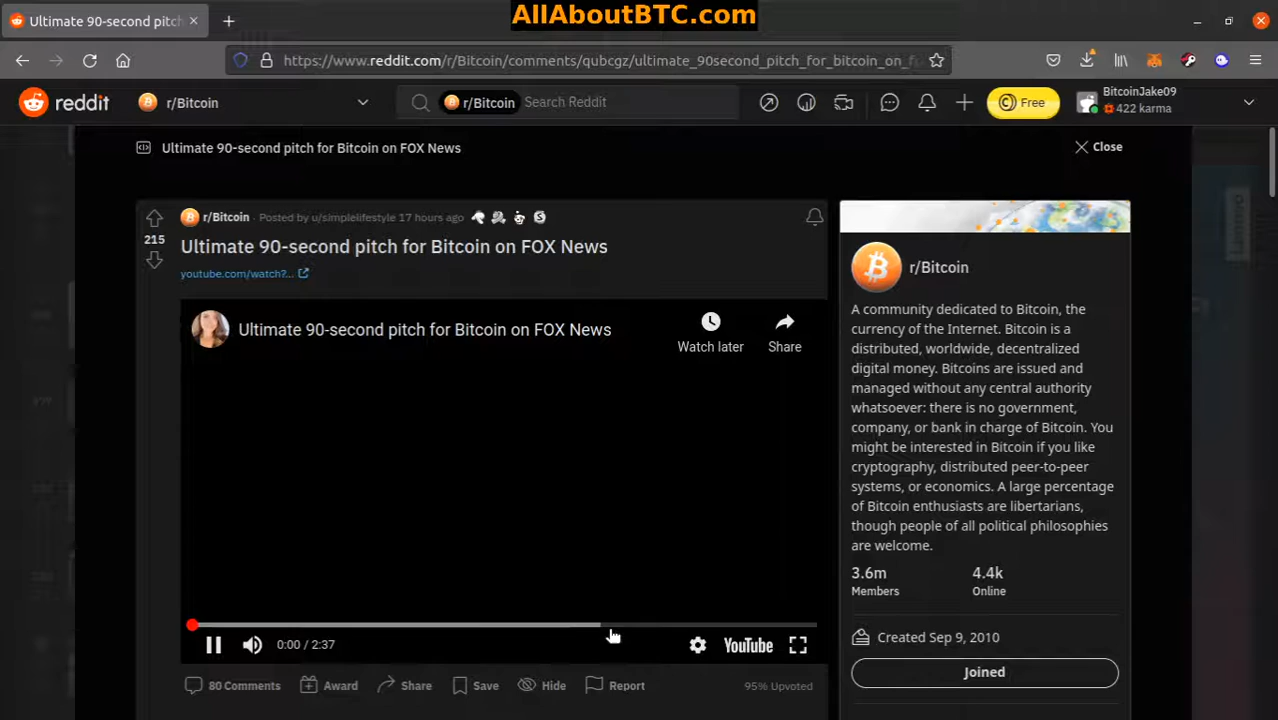 AllAboutBTC.com
Ultimate 90-second pitch
https://www.reddit.com/r/Bitcoin/comments/qubcgz/ultimate_90second_pitch_for_bitcoin_on_f
reddit
r/Bitcoin
r/Bitcoin
Search Reddit
Free
BitcoinJake09
422 karma
Ultimate 90-second pitch for Bitcoin on FOX News
Close
r/Bitcoin · Posted by u/simplelifestyle 17 hours ago
215
Ultimate 90-second pitch for Bitcoin on FOX News
youtube.com/watch?...
Ultimate 90-second pitch for Bitcoin on FOX News
Watch later
Share
0:00 / 2:37
YouTube
80 Comments
Award
Share
Save
Hide
Report
95% Upvoted
r/Bitcoin
A community dedicated to Bitcoin, the
currency of the Internet. Bitcoin is a
distributed, worldwide, decentralized
digital money. Bitcoins are issued and
managed without any central authority
whatsoever: there is no government,
company, or bank in charge of Bitcoin. You
might be interested in Bitcoin if you like
cryptography, distributed peer-to-peer
systems, or economics. A large percentage
of Bitcoin enthusiasts are libertarians,
though people of all political philosophies
are welcome.
3.6m
Members
4.4k
Online
Created Sep 9, 2010
Joined